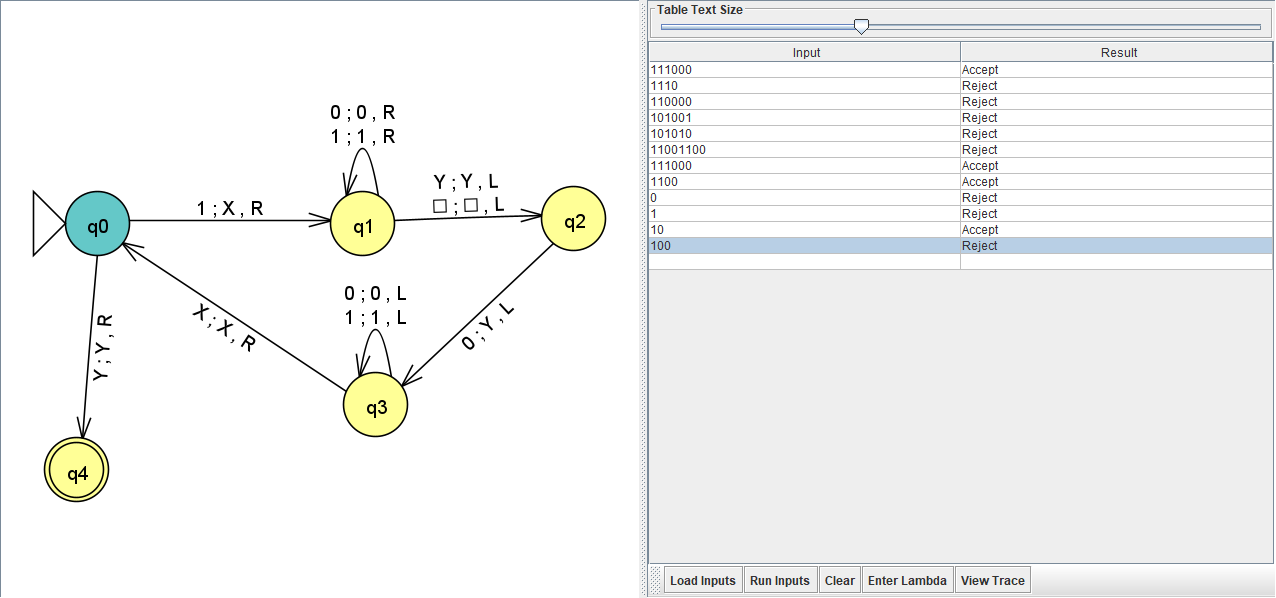 0 ; 0 , R
1 ; 1 , R
1 ; X , R
Y ; Y , L
□ ; □ , L
q0
q1
q2
0 ; 0 , L
1 ; 1 , L
X ; X , R
0 ; Y , L
Y ; Y , R
q3
q4
Table Text Size
Input Result
111000 Accept
1110 Reject
110000 Reject
101001 Reject
101010 Reject
11001100 Reject
111000 Accept
1100 Accept
0 Reject
1 Reject
10 Accept
100 Reject
Load Inputs Run Inputs Clear Enter Lambda View Trace